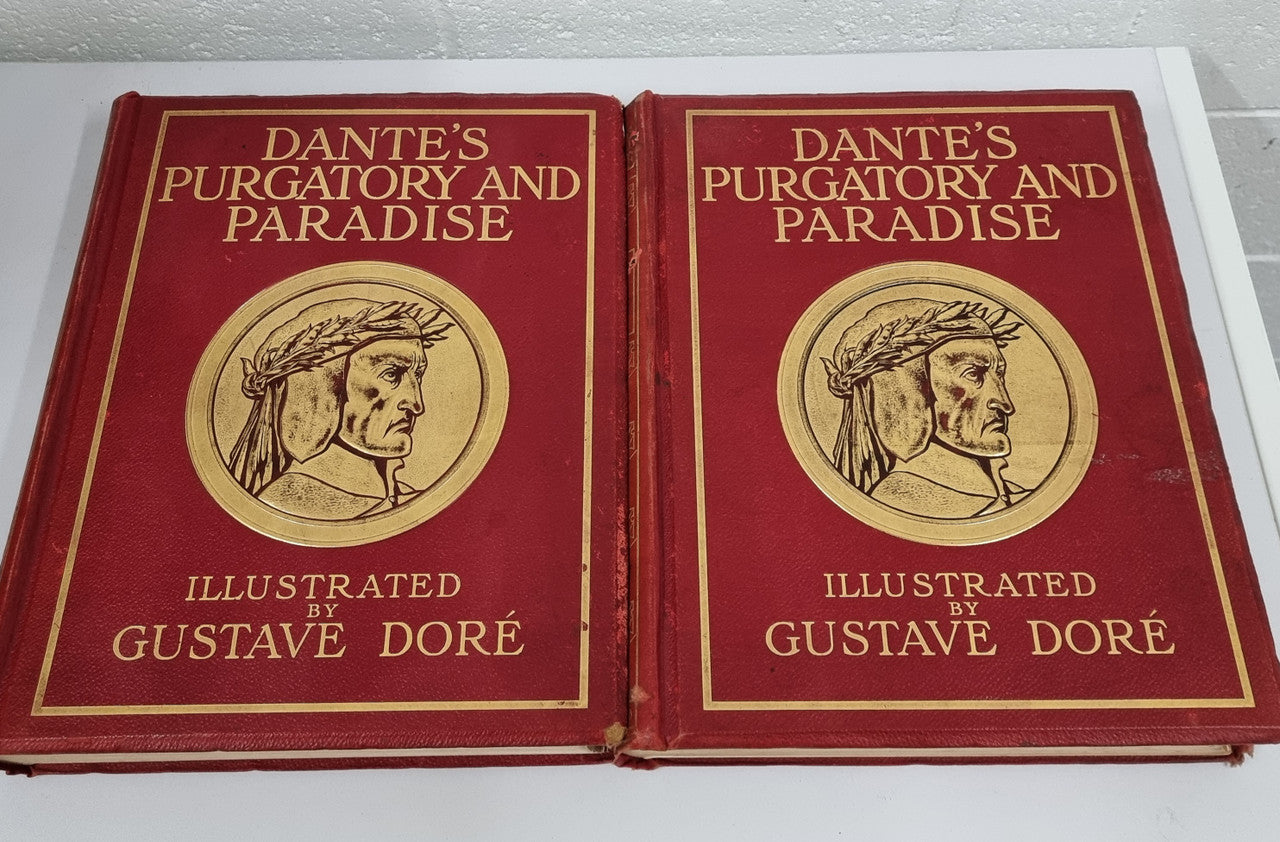 DANTE'S
PURGATORY AND
PARADISE
ILLUSTRATED
BY
GUSTAVE DORÉ
DANTE'S
PURGATORY AND
PARADISE
ILLUSTRATED
BY
GUSTAVE DORÉ